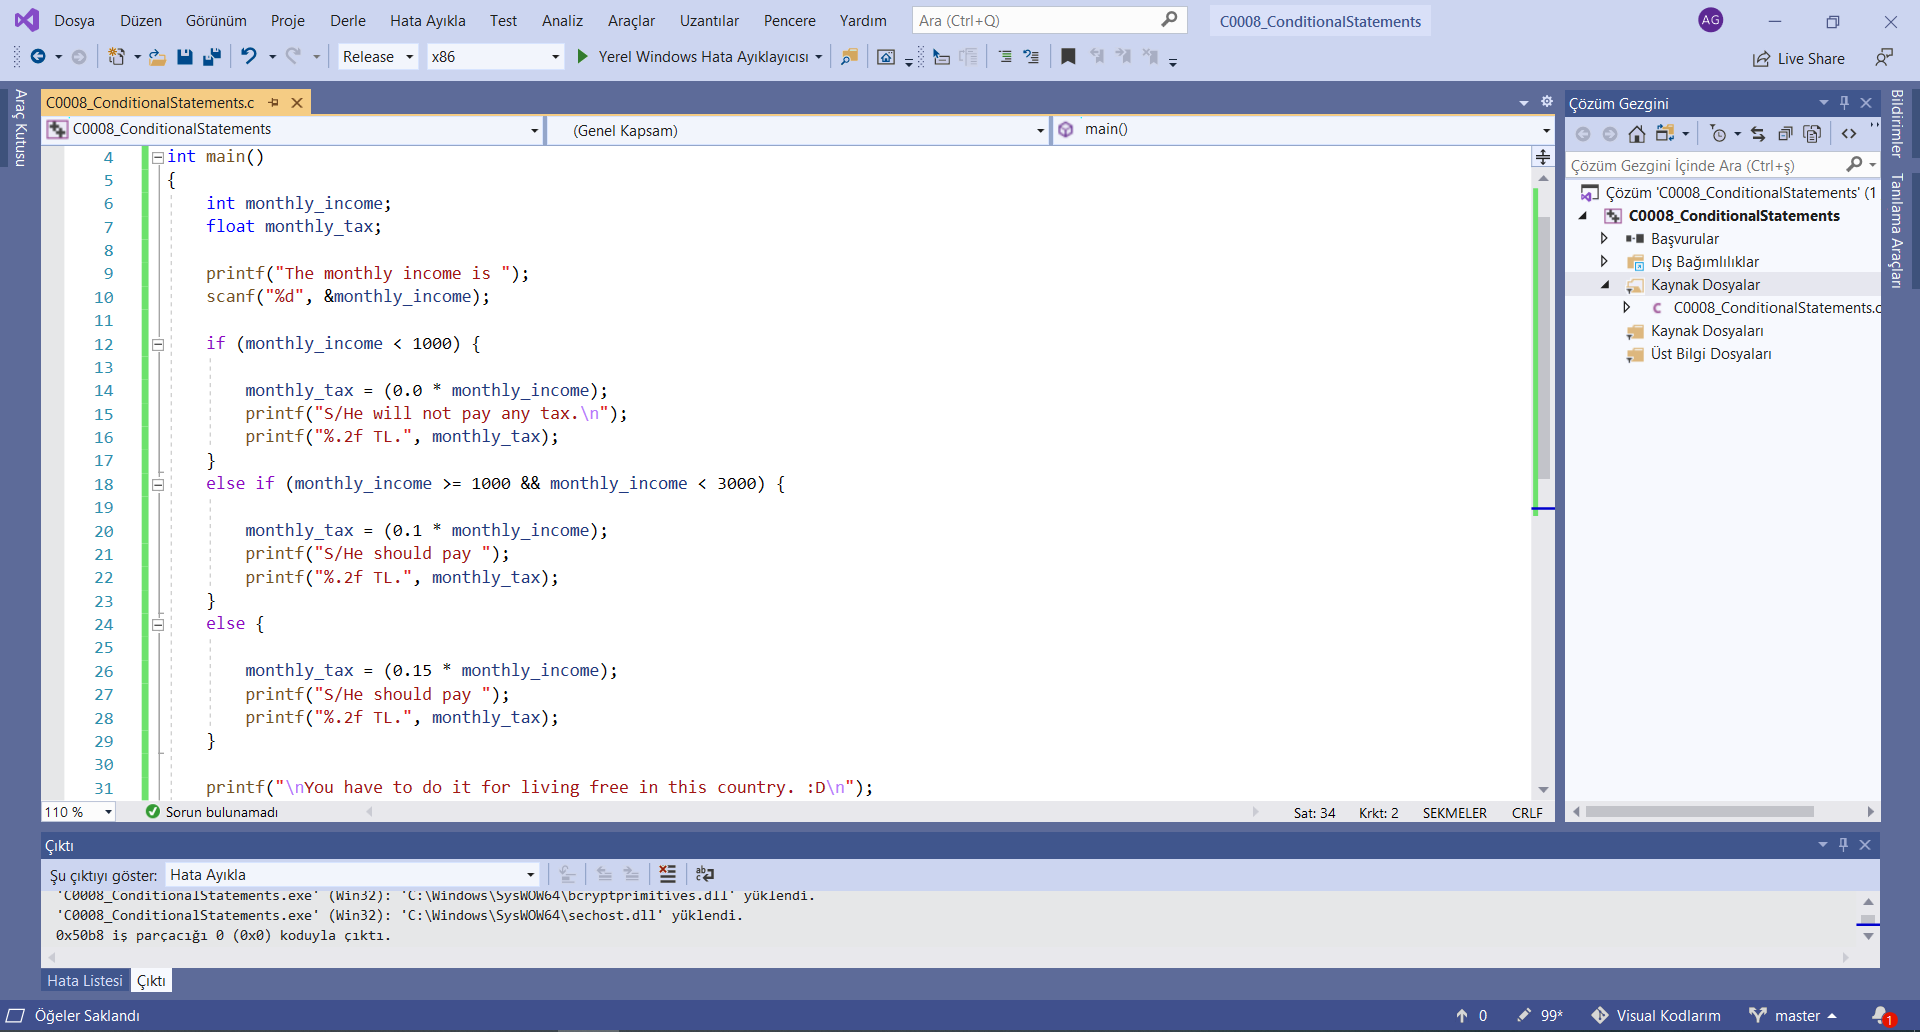 Dosya Düzen Görünüm Proje Derle Hata Ayıkla Test Analiz Araçlar Uzantılar Pencere Yardım Ara (Ctrl+Q) C0008_ConditionalStatements AG
Release x86 Yerel Windows Hata Ayıklayıcısı Live Share
Araç Kutusu
C0008_ConditionalStatements.c
C0008_ConditionalStatements (Genel Kapsam) main()
4 int main()
5 {
6 int monthly_income;
7 float monthly_tax;
8
9 printf("The monthly income is ");
10 scanf("%d", &monthly_income);
11
12 if (monthly_income < 1000) {
13
14 monthly_tax = (0.0 * monthly_income);
15 printf("S/He will not pay any tax.\n");
16 printf("%.2f TL.", monthly_tax);
17 }
18 else if (monthly_income >= 1000 && monthly_income < 3000) {
19
20 monthly_tax = (0.1 * monthly_income);
21 printf("S/He should pay ");
22 printf("%.2f TL.", monthly_tax);
23 }
24 else {
25
26 monthly_tax = (0.15 * monthly_income);
27 printf("S/He should pay ");
28 printf("%.2f TL.", monthly_tax);
29 }
30
31 printf("\nYou have to do it for living free in this country. :D\n");
110 % Sorun bulunamadı Sat: 34 Krkt: 2 SEKMELER CRLF
Çözüm Gezgini
Çözüm Gezgini İçinde Ara (Ctrl+ş)
Çözüm 'C0008_ConditionalStatements' (1
C0008_ConditionalStatements
Başvurular
Dış Bağımlılıklar
Kaynak Dosyalar
C0008_ConditionalStatements.c
Kaynak Dosyaları
Üst Bilgi Dosyaları
Bildirimler
Tanılama Araçları
Çıktı
Şu çıktıyı göster: Hata Ayıkla
'C0008_ConditionalStatements.exe' (Win32): 'C:\Windows\SysWOW64\bcryptprimitives.dll' yüklendi.
'C0008_ConditionalStatements.exe' (Win32): 'C:\Windows\SysWOW64\sechost.dll' yüklendi.
0x50b8 iş parçacığı 0 (0x0) koduyla çıktı.
Hata Listesi Çıktı
Öğeler Saklandı 0 99* Visual Kodlarım master 1